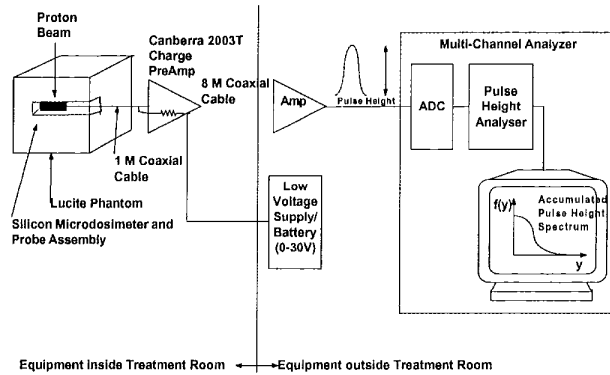 Proton
Beam
Canberra 2003T
Charge
PreAmp
8 M Coaxial
Cable
1 M Coaxial
Cable
Lucite Phantom
Silicon Microdosimeter and
Probe Assembly
Amp
Pulse Height
Low
Voltage
Supply/
Battery
(0-30V)
Multi-Channel Analyzer
ADC
Pulse
Height
Analyser
f(y)
Accumulated
Pulse Height
Spectrum
y
Equipment inside Treatment Room
Equipment outside Treatment Room